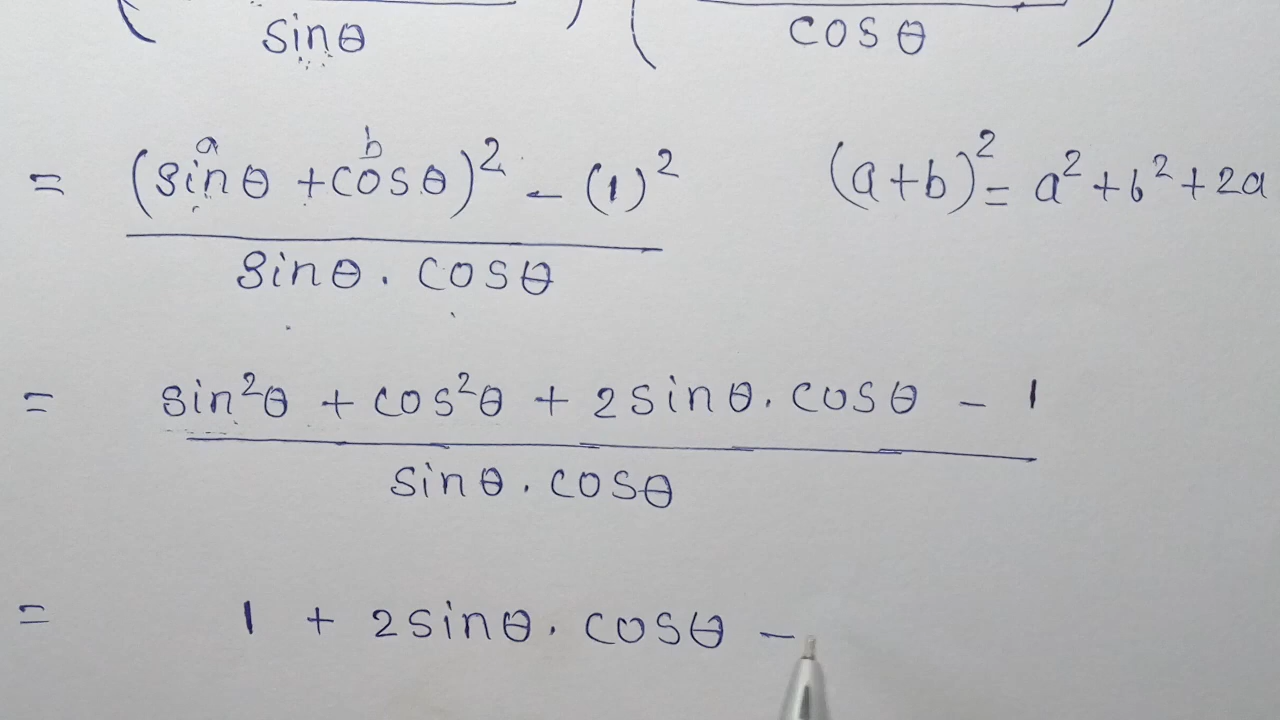 ( sinθ ) ( cosθ )
a b
= (sinθ + cosθ)² - (1)² (a+b)² = a² + b² + 2a
sinθ . cosθ
= sin²θ + cos²θ + 2sinθ . cosθ - 1
sinθ . cosθ
= 1 + 2sinθ . cosθ -